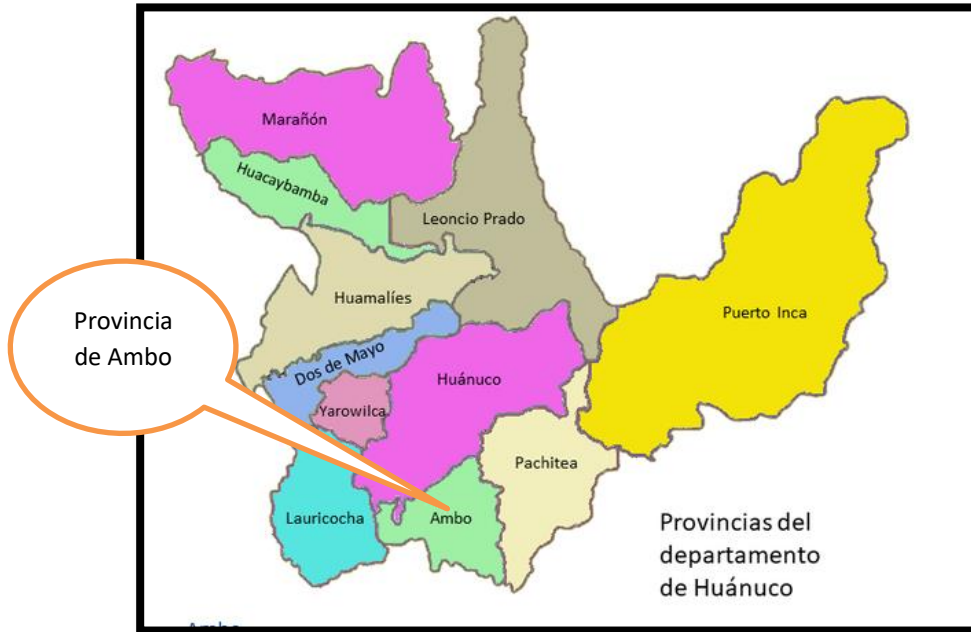 Marañón
Huacaybamba
Leoncio Prado
Huamalíes
Puerto Inca
Provincia
de Ambo
Dos de Mayo
Huánuco
Yarowilca
Pachitea
Lauricocha
Ambo
Provincias del
departamento
de Huánuco